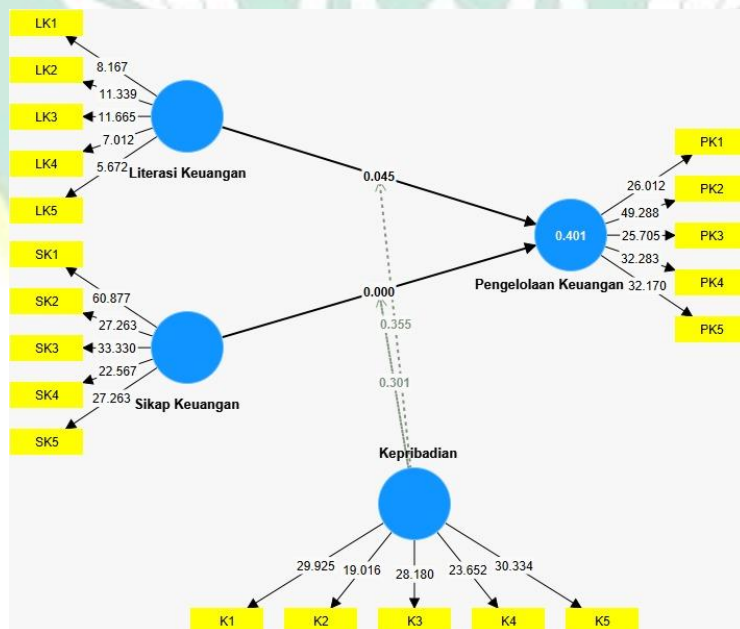 LK1
8.167
LK2
11.339
LK3
11.665
LK4
7.012
LK5
5.672
Literasi Keuangan
SK1
60.877
SK2
27.263
SK3
33.330
SK4
22.567
SK5
27.263
Sikap Keuangan
0.045
0.000
0.355
0.301
0.401
Pengelolaan Keuangan
PK1
26.012
PK2
49.288
PK3
25.705
PK4
32.283
PK5
32.170
Kepribadian
29.925
19.016
28.180
23.652
30.334
K1
K2
K3
K4
K5